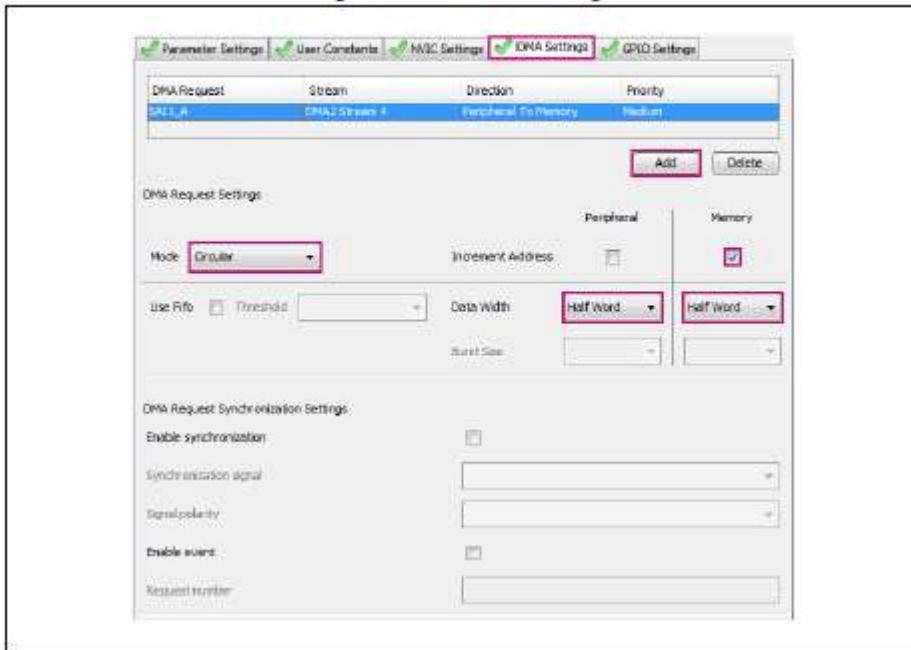 Parameter Settings User Constants NVIC Settings DMA Settings GPIO Settings
DMA Request Stream Direction Priority
SAI1_A DMA2 Stream 4 Peripheral To Memory Medium
Add Delete
DMA Request Settings
Peripheral Memory
Mode Circular Increment Address
Use Fifo Threshold Data Width Half Word Half Word
Burst Size
DMA Request Synchronization Settings
Enable synchronization
Synchronization signal
Signal polarity
Enable event
Request number